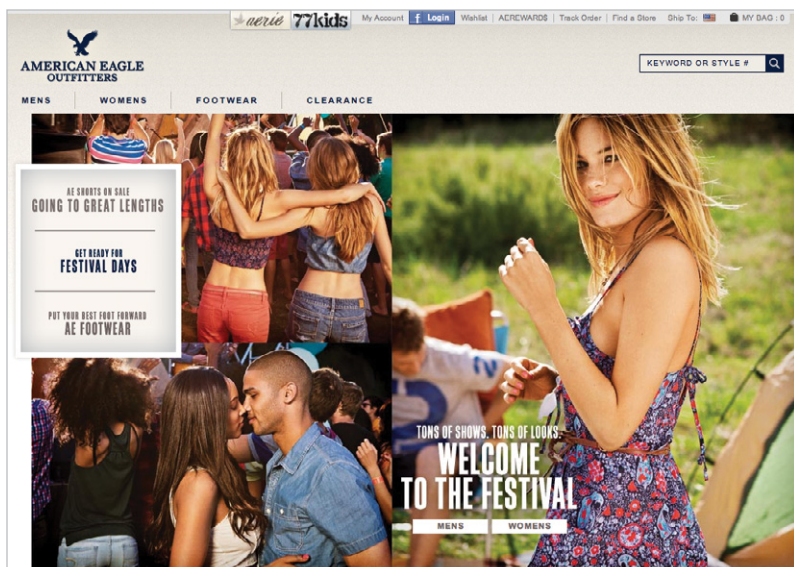 aerie 77kids My Account f Login Wishlist | AEREWARDS | Track Order | Find a Store Ship To: MY BAG : 0
AMERICAN EAGLE
OUTFITTERS
KEYWORD OR STYLE #
MENS WOMENS FOOTWEAR CLEARANCE
AE SHORTS ON SALE
GOING TO GREAT LENGTHS
GET READY FOR
FESTIVAL DAYS
PUT YOUR BEST FOOT FORWARD
AE FOOTWEAR
2
TONS OF SHOWS. TONS OF LOOKS.
WELCOME
TO THE FESTIVAL
MENS WOMENS